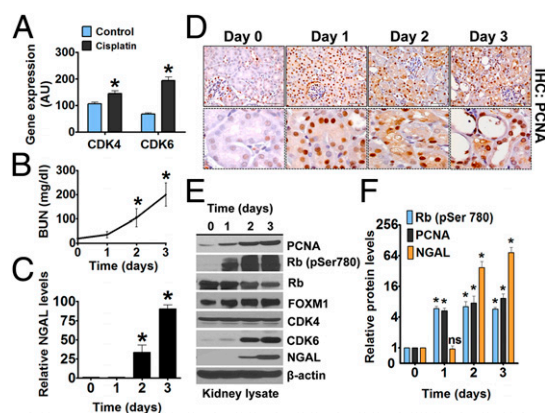 A
Control
Cisplatin
Gene expression
(AU)
200
150
100
50
0
*
*
CDK4
CDK6
B
BUN (mg/dl)
300
200
100
0
*
*
0
1
2
3
Time (days)
C
Relative NGAL levels
100
75
50
25
0
*
*
0
1
2
3
Time (days)
D
Day 0
Day 1
Day 2
Day 3
IHC: PCNA
E
Time (days)
0
1
2
3
PCNA
Rb (pSer780)
Rb
FOXM1
CDK4
CDK6
NGAL
β-actin
Kidney lysate
F
Rb (pSer 780)
PCNA
NGAL
Relative protein levels
256
64
16
4
1
* *
ns
* *
*
* *
*
0
1
2
3
Time (days)